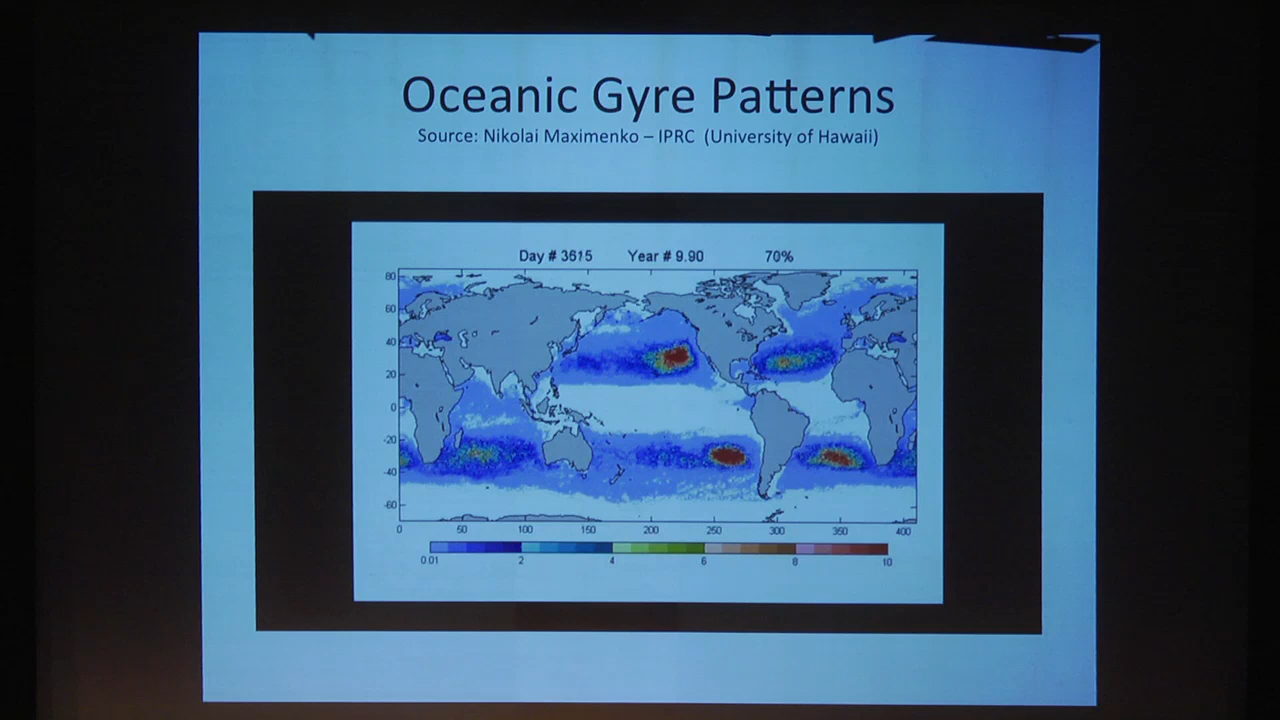 Oceanic Gyre Patterns
Source: Nikolai Maximenko – IPRC (University of Hawaii)
Day # 3615 Year # 9.90 70%
80
60
40
20
0
-20
-40
-60
0 50 100 150 200 250 300 350 400
0.01 2 4 6 8 10